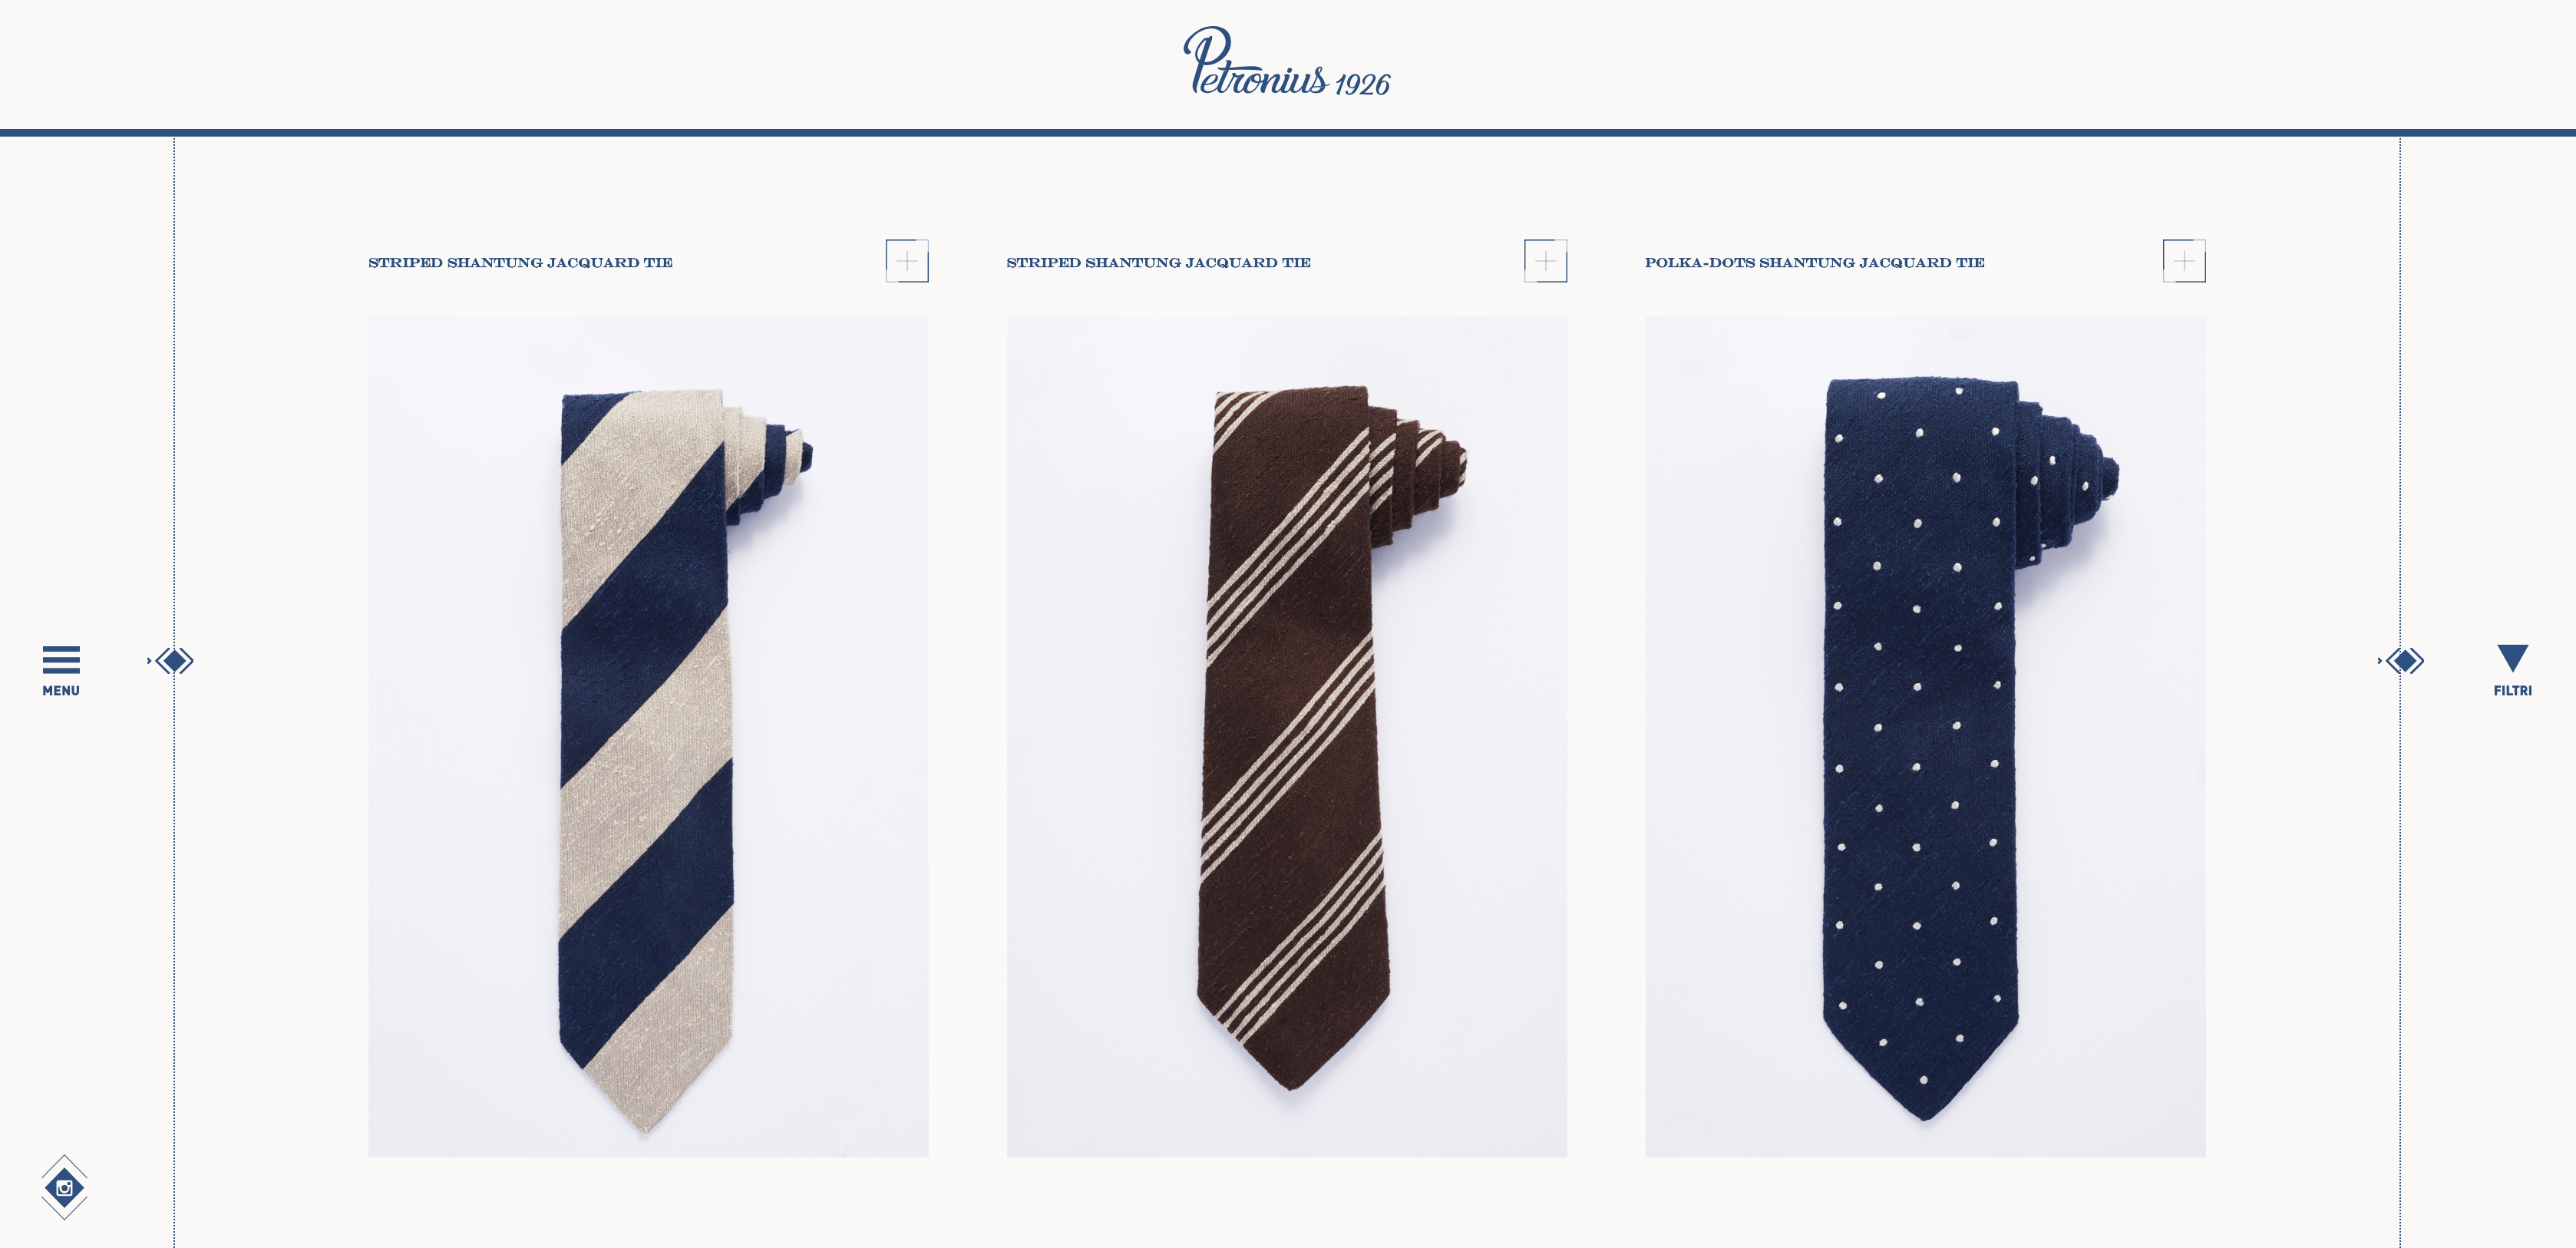 Petronius 1926
STRIPED SHANTUNG JACQUARD TIE
STRIPED SHANTUNG JACQUARD TIE
POLKA-DOTS SHANTUNG JACQUARD TIE
MENU
FILTRI